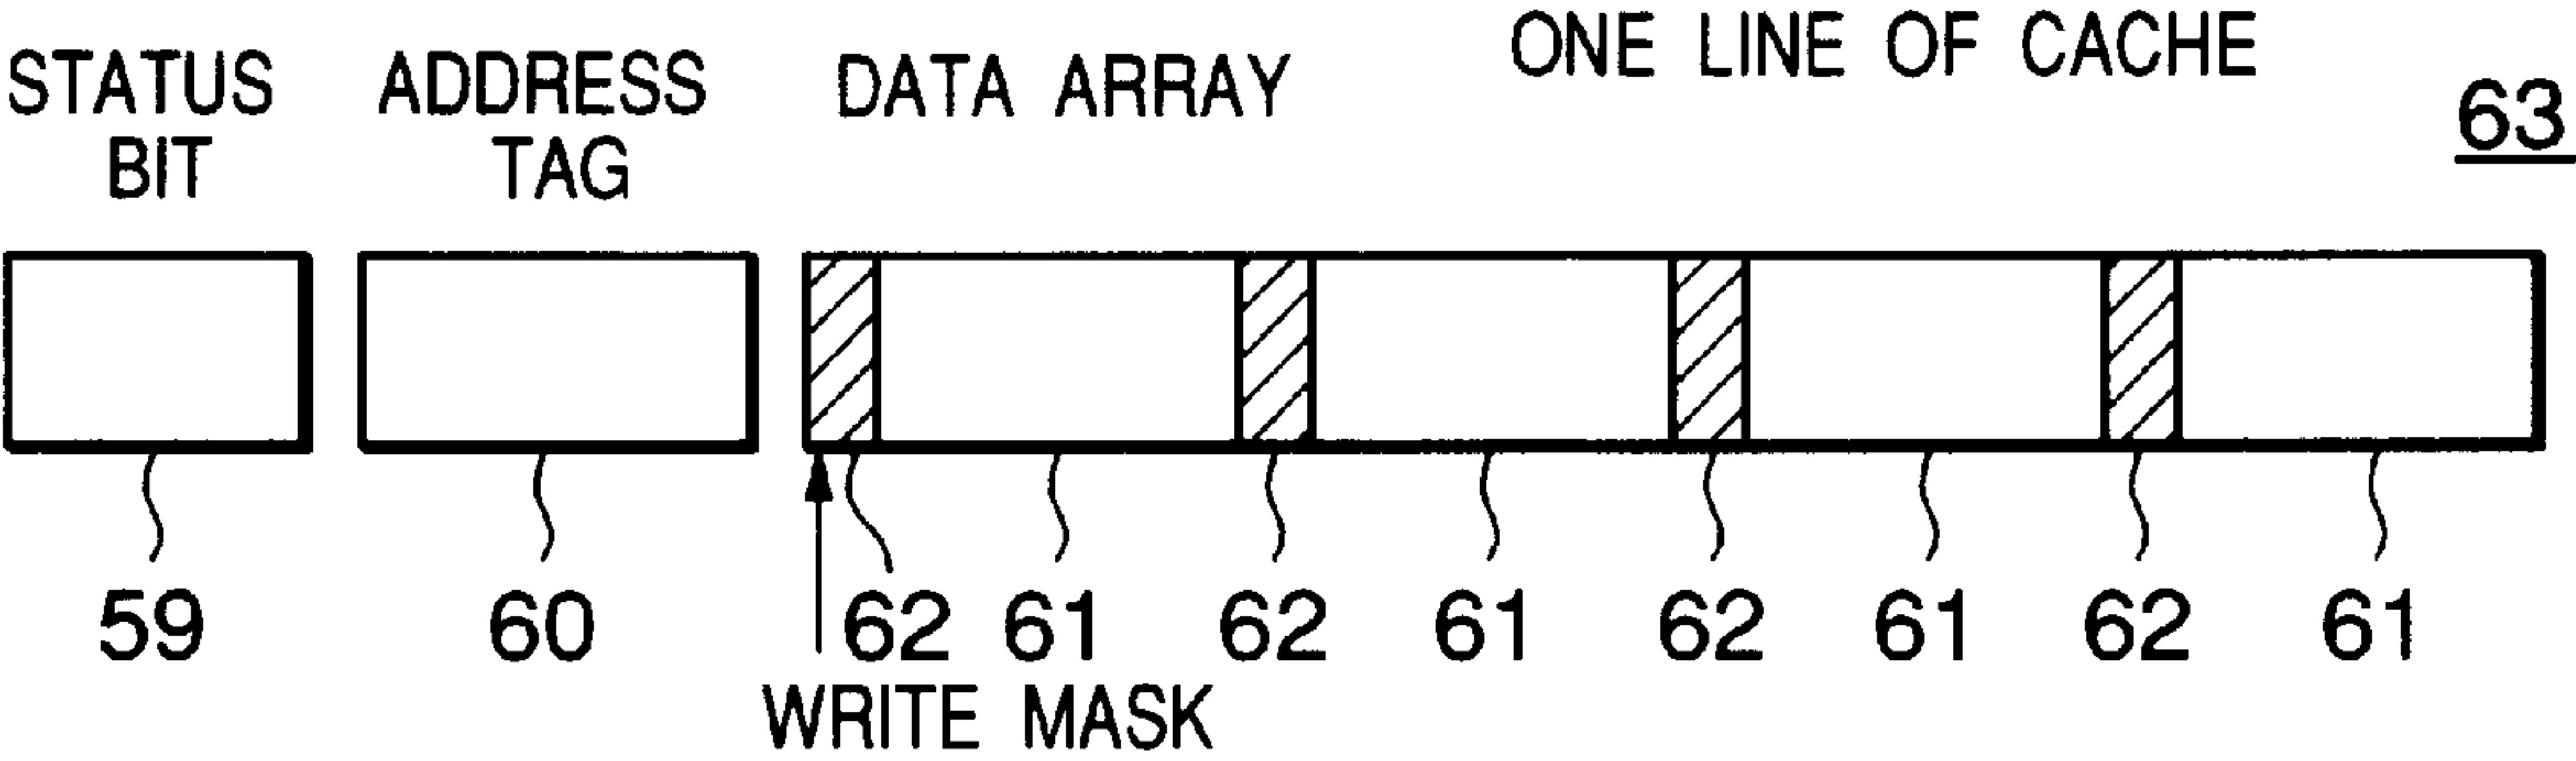 STATUS BIT
ADDRESS TAG
DATA ARRAY
ONE LINE OF CACHE
63
59 60 62 61 62 61 62 61 62 61
WRITE MASK